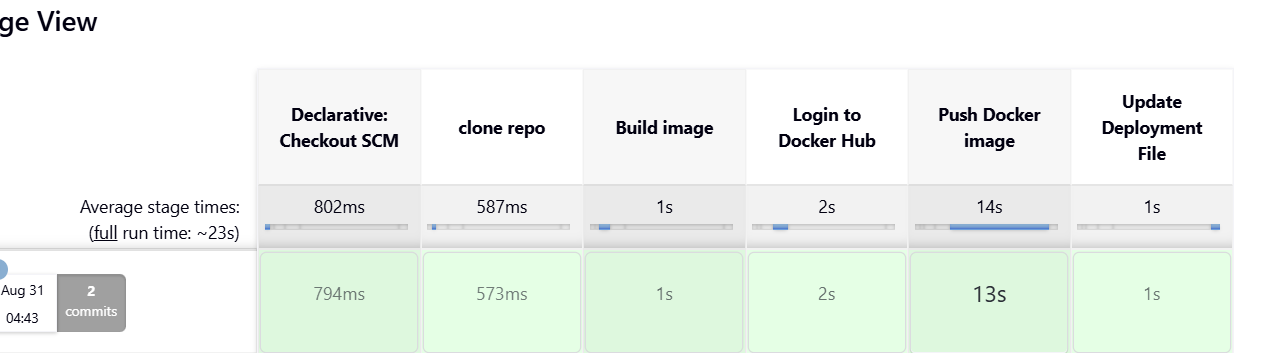 ge View
Declarative:
Checkout SCM
clone repo
Build image
Login to
Docker Hub
Push Docker
image
Update
Deployment
File
Average stage times:
(full run time: ~23s)
802ms
587ms
1s
2s
14s
1s
Aug 31
04:43
2
commits
794ms
573ms
1s
2s
13s
1s